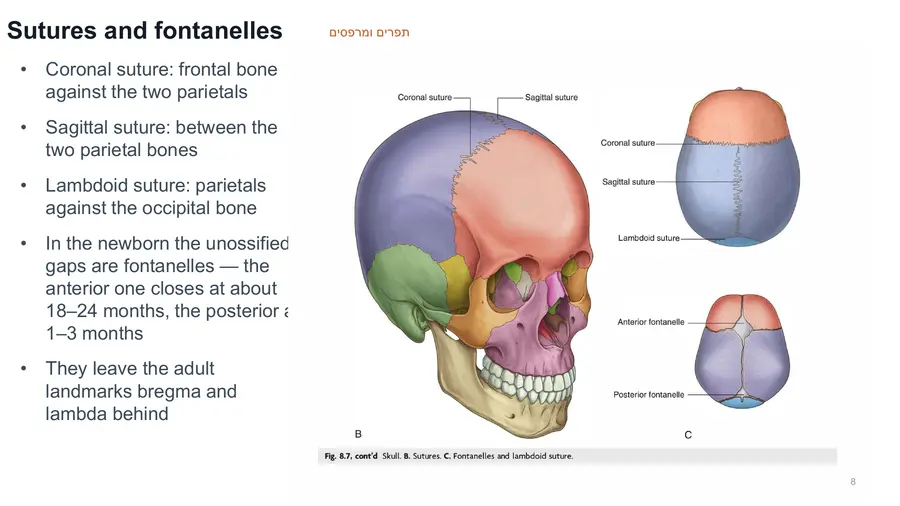 Sutures and fontanelles
תפרים ומרפסים
• Coronal suture: frontal bone
against the two parietals
• Sagittal suture: between the
two parietal bones
• Lambdoid suture: parietals
against the occipital bone
• In the newborn the unossified
gaps are fontanelles — the
anterior one closes at about
18–24 months, the posterior a
1–3 months
• They leave the adult
landmarks bregma and
lambda behind
Coronal suture
Sagittal suture
Coronal suture
Sagittal suture
Lambdoid suture
Anterior fontanelle
Posterior fontanelle
B
C
Fig. 8.7, cont'd Skull. B. Sutures. C. Fontanelles and lambdoid suture.
8